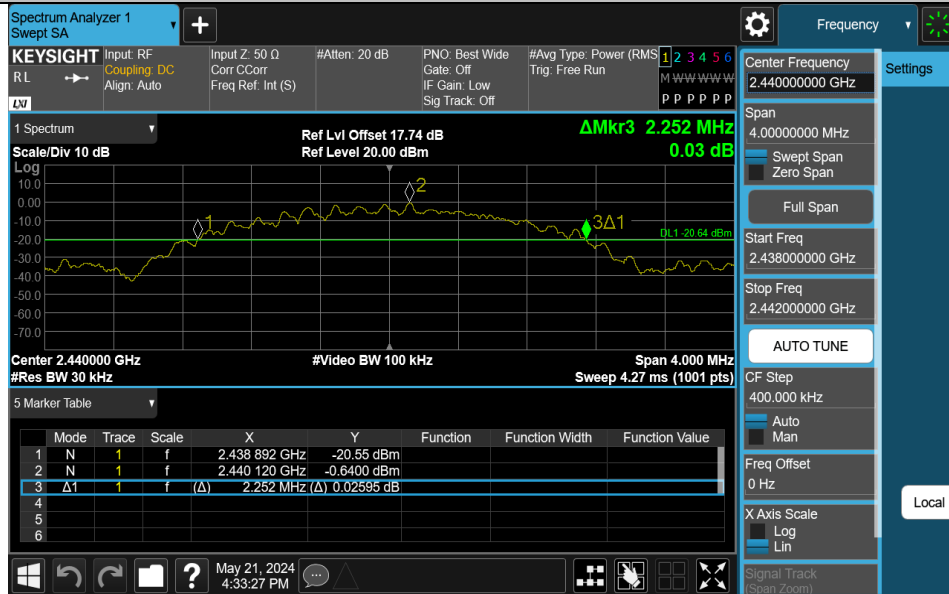 Spectrum Analyzer 1
Swept SA
+
Frequency
KEYSIGHT
RL
LXI
Input: RF
Coupling: DC
Align: Auto
Input Z: 50 Ω
Corr CCorr
Freq Ref: Int (S)
#Atten: 20 dB
PNO: Best Wide
Gate: Off
IF Gain: Low
Sig Track: Off
#Avg Type: Power (RMS
Trig: Free Run
1 2 3 4 5 6
M W W W W W
P P P P P P
Center Frequency
2.440000000 GHz
Settings
Span
4.00000000 MHz
Swept Span
Zero Span
Full Span
Start Freq
2.438000000 GHz
Stop Freq
2.442000000 GHz
AUTO TUNE
CF Step
400.000 kHz
Auto
Man
Freq Offset
0 Hz
Local
X Axis Scale
Log
Lin
Signal Track
(Span Zoom)
1 Spectrum
Scale/Div 10 dB
Ref Lvl Offset 17.74 dB
Ref Level 20.00 dBm
ΔMkr3 2.252 MHz
0.03 dB
Log
10.0
0.00
-10.0
-20.0
-30.0
-40.0
-50.0
-60.0
-70.0
1
2
3Δ1
DL1 -20.64 dBm
Center 2.440000 GHz
#Video BW 100 kHz
Span 4.000 MHz
#Res BW 30 kHz
Sweep 4.27 ms (1001 pts)
5 Marker Table
Mode Trace Scale X Y Function Function Width Function Value
1 N 1 f 2.438 892 GHz -20.55 dBm
2 N 1 f 2.440 120 GHz -0.6400 dBm
3 Δ1 1 f (Δ) 2.252 MHz (Δ) 0.02595 dB
4
5
6
?
May 21, 2024
4:33:27 PM